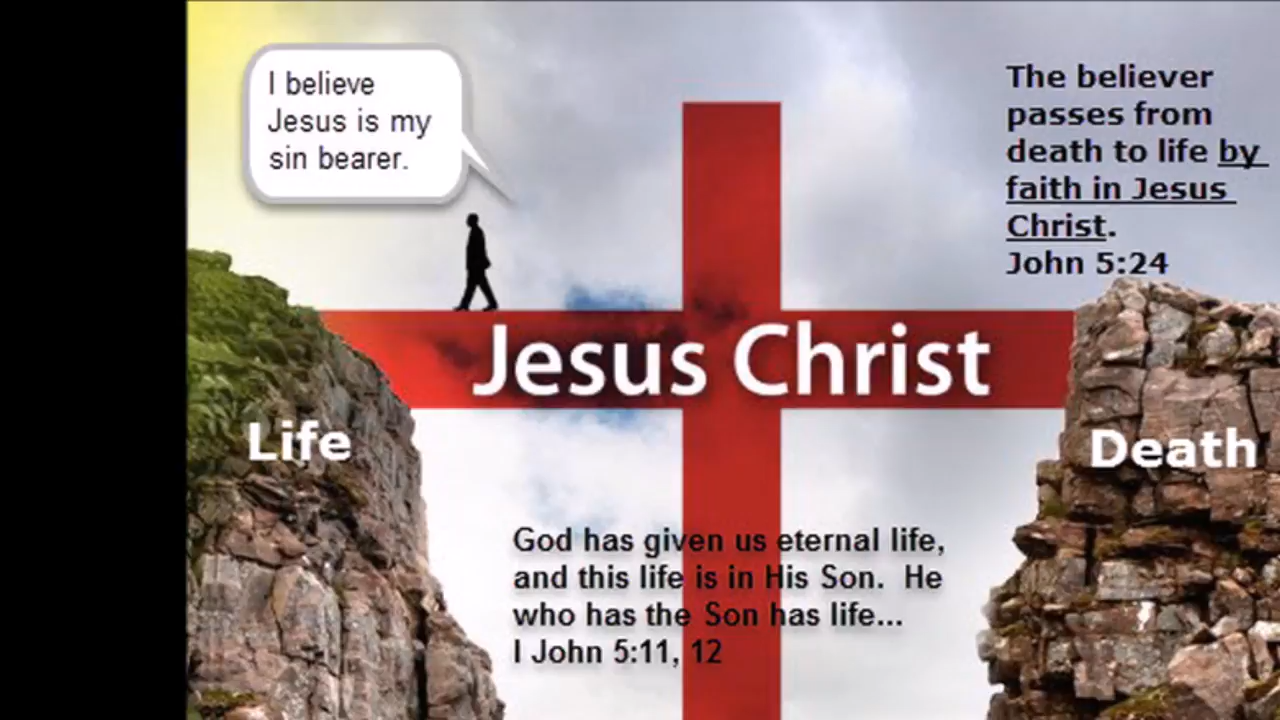 I believe
Jesus is my
sin bearer.
The believer
passes from
death to life by
faith in Jesus
Christ.
John 5:24
Jesus Christ
Life
Death
God has given us eternal life,
and this life is in His Son.  He
who has the Son has life...
I John 5:11, 12